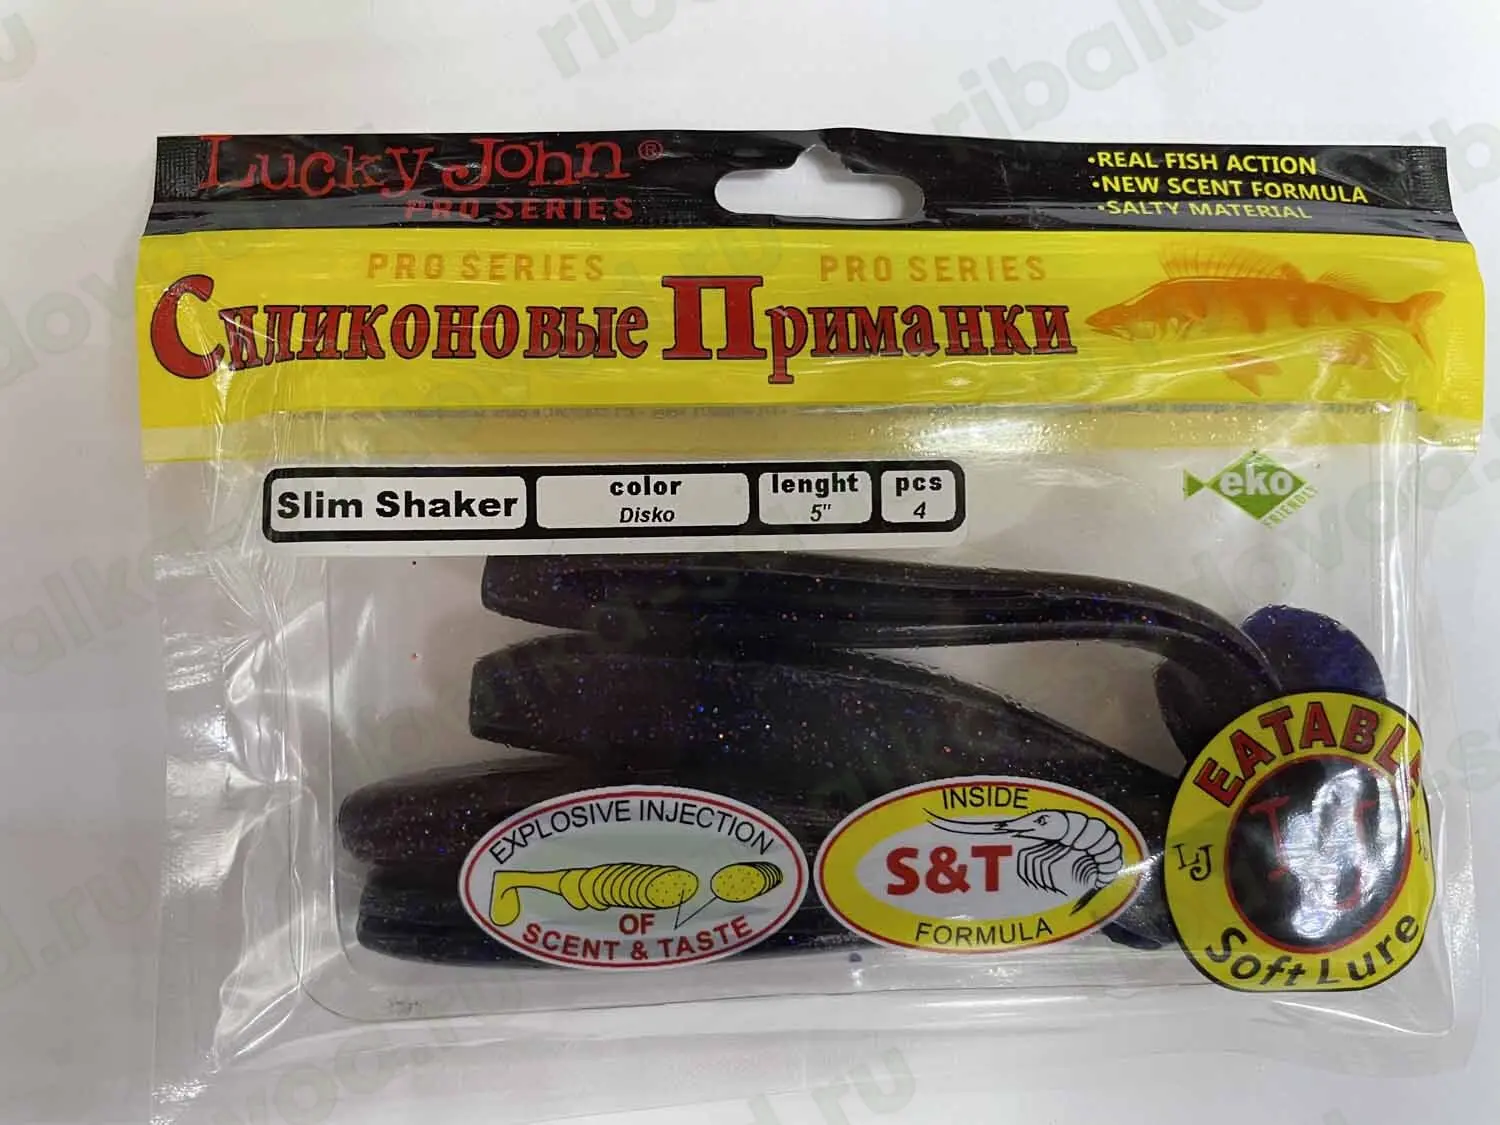 Lucky John®
PRO SERIES
•REAL FISH ACTION
•NEW SCENT FORMULA
•SALTY MATERIAL
PRO SERIES
PRO SERIES
Силиконовые Приманки
Slim Shaker
color
Disko
lenght
5"
pcs
4
eko
FRIENDLY
EXPLOSIVE INJECTION
OF
SCENT & TASTE
INSIDE
S&T
FORMULA
EATABLE
LJ
LJ
Soft Lure